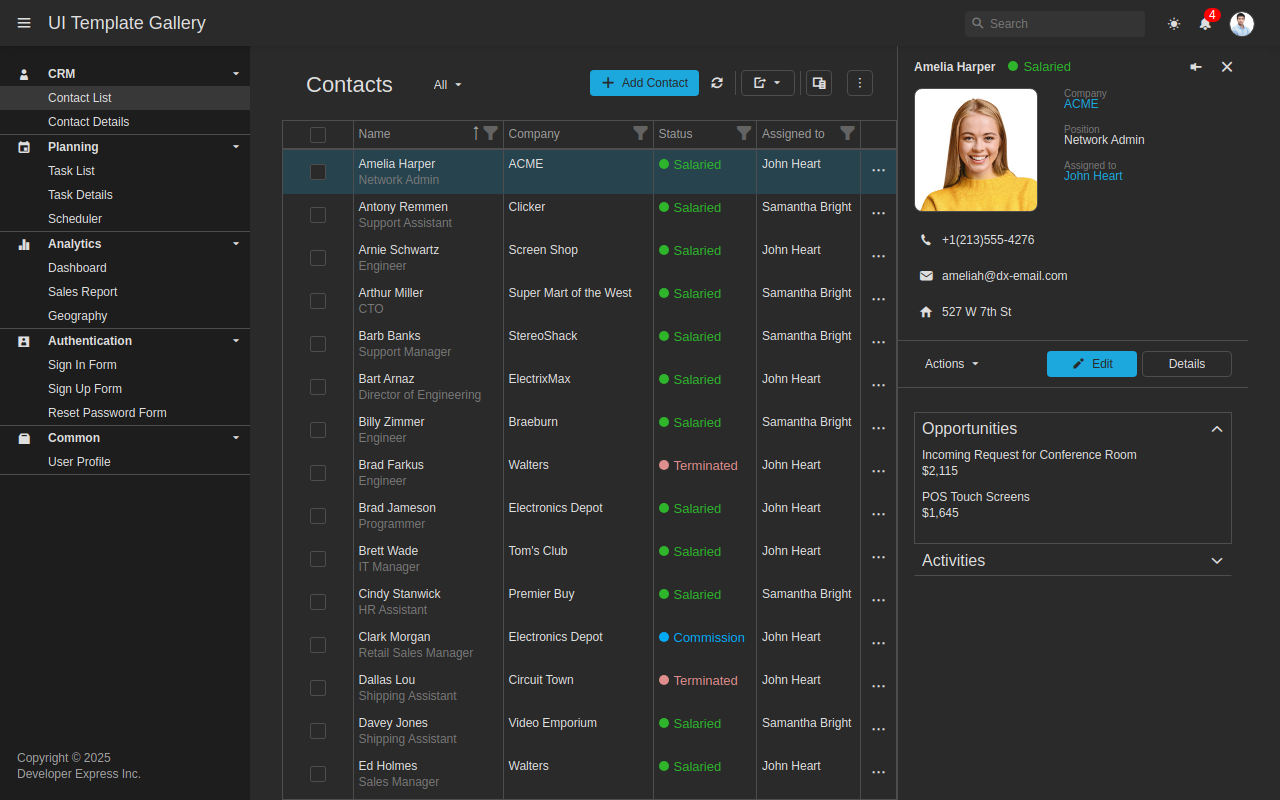 UI Template Gallery
Search
4
CRM
Contact List
Contact Details
Planning
Task List
Task Details
Scheduler
Analytics
Dashboard
Sales Report
Geography
Authentication
Sign In Form
Sign Up Form
Reset Password Form
Common
User Profile
Copyright © 2025
Developer Express Inc.
Contacts
All
Add Contact
Name Company Status Assigned to
Amelia Harper ACME Salaried John Heart
Network Admin
Antony Remmen Clicker Salaried Samantha Bright
Support Assistant
Arnie Schwartz Screen Shop Salaried John Heart
Engineer
Arthur Miller Super Mart of the West Salaried Samantha Bright
CTO
Barb Banks StereoShack Salaried Samantha Bright
Support Manager
Bart Arnaz ElectrixMax Salaried John Heart
Director of Engineering
Billy Zimmer Braeburn Salaried Samantha Bright
Engineer
Brad Farkus Walters Terminated John Heart
Engineer
Brad Jameson Electronics Depot Salaried John Heart
Programmer
Brett Wade Tom's Club Salaried John Heart
IT Manager
Cindy Stanwick Premier Buy Salaried Samantha Bright
HR Assistant
Clark Morgan Electronics Depot Commission John Heart
Retail Sales Manager
Dallas Lou Circuit Town Terminated John Heart
Shipping Assistant
Davey Jones Video Emporium Salaried Samantha Bright
Shipping Assistant
Ed Holmes Walters Salaried John Heart
Sales Manager
Amelia Harper Salaried
Company
ACME
Position
Network Admin
Assigned to
John Heart
+1(213)555-4276
ameliah@dx-email.com
527 W 7th St
Actions Edit Details
Opportunities
Incoming Request for Conference Room
$2,115
POS Touch Screens
$1,645
Activities